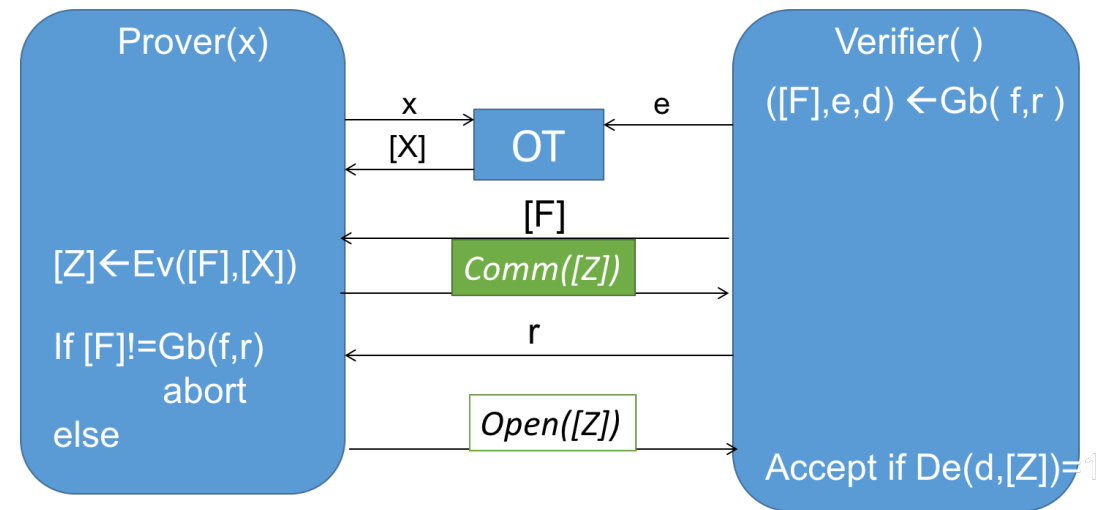 Prover(x)
Verifier( )
([F],e,d) ←Gb( f,r )
x
e
OT
[X]
[F]
[Z]←Ev([F],[X])
Comm([Z])
If [F]!=Gb(f,r)
abort
r
else
Open([Z])
Accept if De(d,[Z])=1